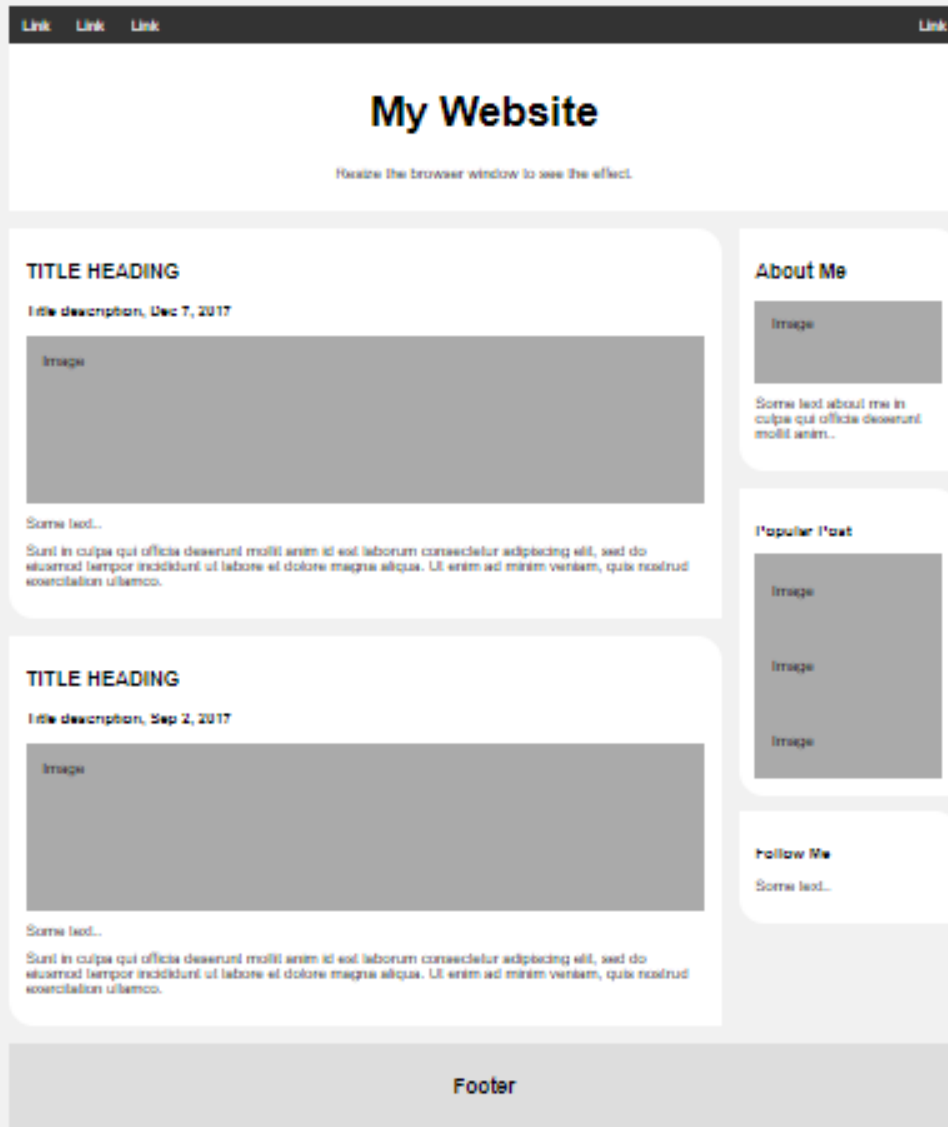 Link Link Link Link
My Website
Resize the browser window to see the effect.
TITLE HEADING
Title description, Dec 7, 2017
Image
Some text..
Sunt in culpa qui officia deserunt mollit anim id est laborum consectetur adipiscing elit, sed do
eiusmod tempor incididunt ut labore et dolore magna aliqua. Ut enim ad minim veniam, quis nostrud
exercitation ullamco.
TITLE HEADING
Title description, Sep 2, 2017
Image
Some text..
Sunt in culpa qui officia deserunt mollit anim id est laborum consectetur adipiscing elit, sed do
eiusmod tempor incididunt ut labore et dolore magna aliqua. Ut enim ad minim veniam, quis nostrud
exercitation ullamco.
About Me
Image
Some text about me in
culpa qui officia deserunt
mollit anim..
Popular Post
Image
Image
Image
Follow Me
Some text..
Footer